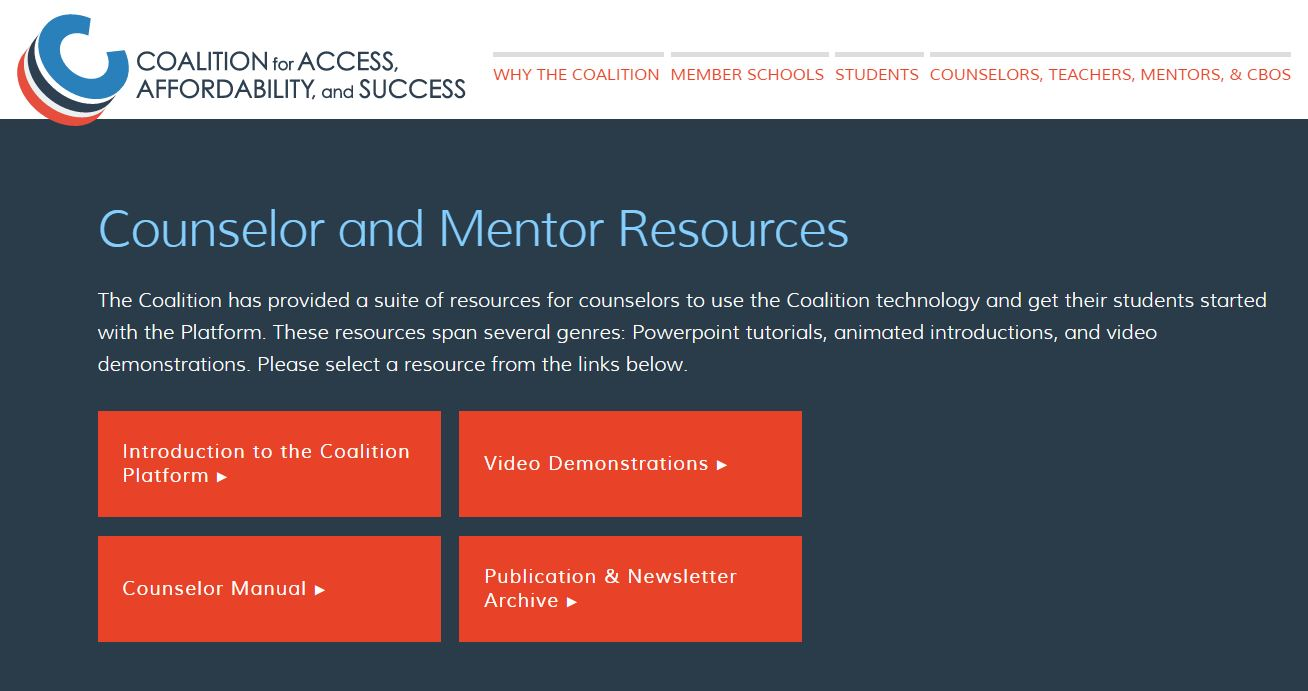 COALITION for ACCESS,
AFFORDABILITY, and SUCCESS
WHY THE COALITION MEMBER SCHOOLS STUDENTS COUNSELORS, TEACHERS, MENTORS, & CBOS
Counselor and Mentor Resources
The Coalition has provided a suite of resources for counselors to use the Coalition technology and get their students started
with the Platform. These resources span several genres: Powerpoint tutorials, animated introductions, and video
demonstrations. Please select a resource from the links below.
Introduction to the Coalition
Platform ▸
Video Demonstrations ▸
Counselor Manual ▸
Publication & Newsletter
Archive ▸